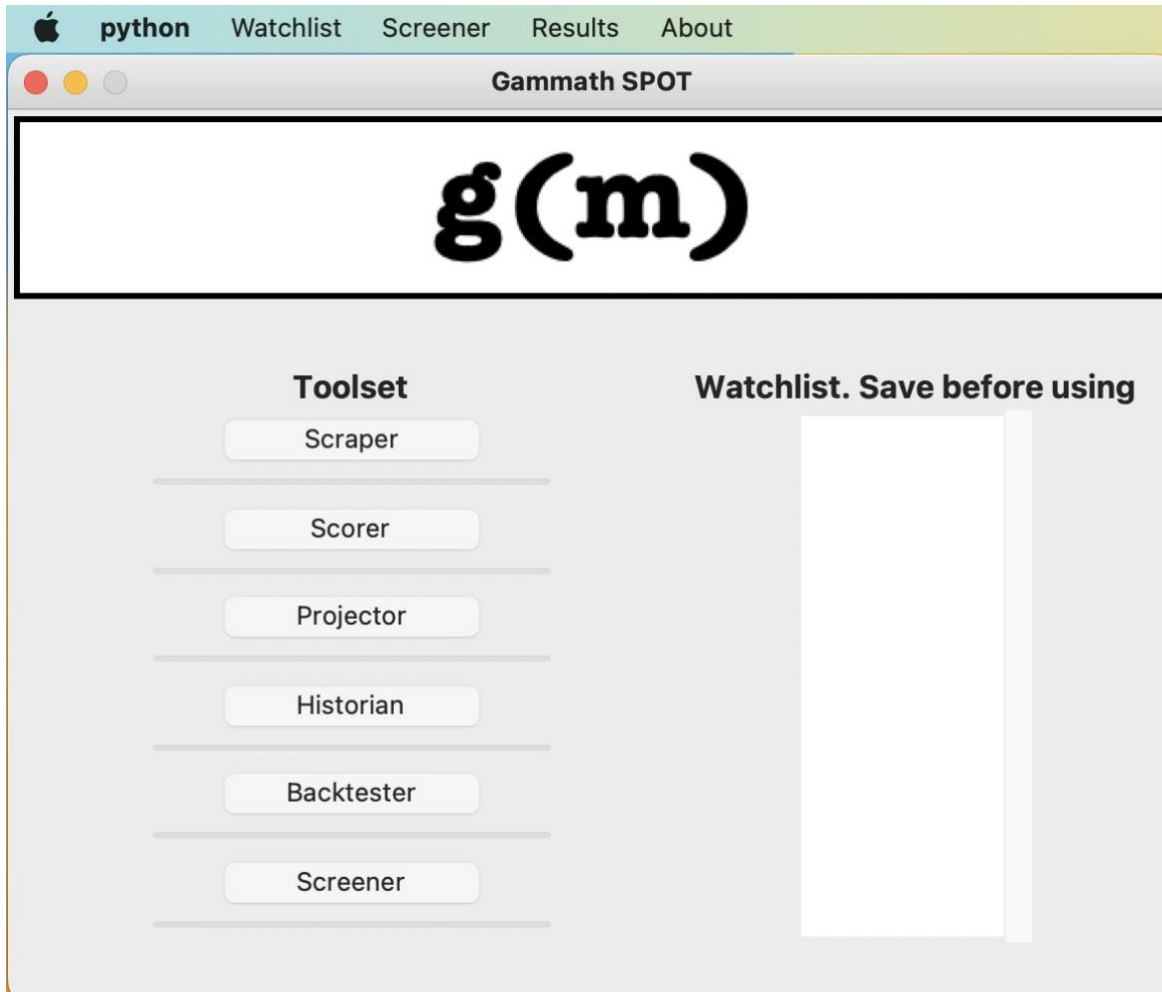 python Watchlist Screener Results About
Gammath SPOT
g(m)
Toolset
Scraper
Scorer
Projector
Historian
Backtester
Screener
Watchlist. Save before using